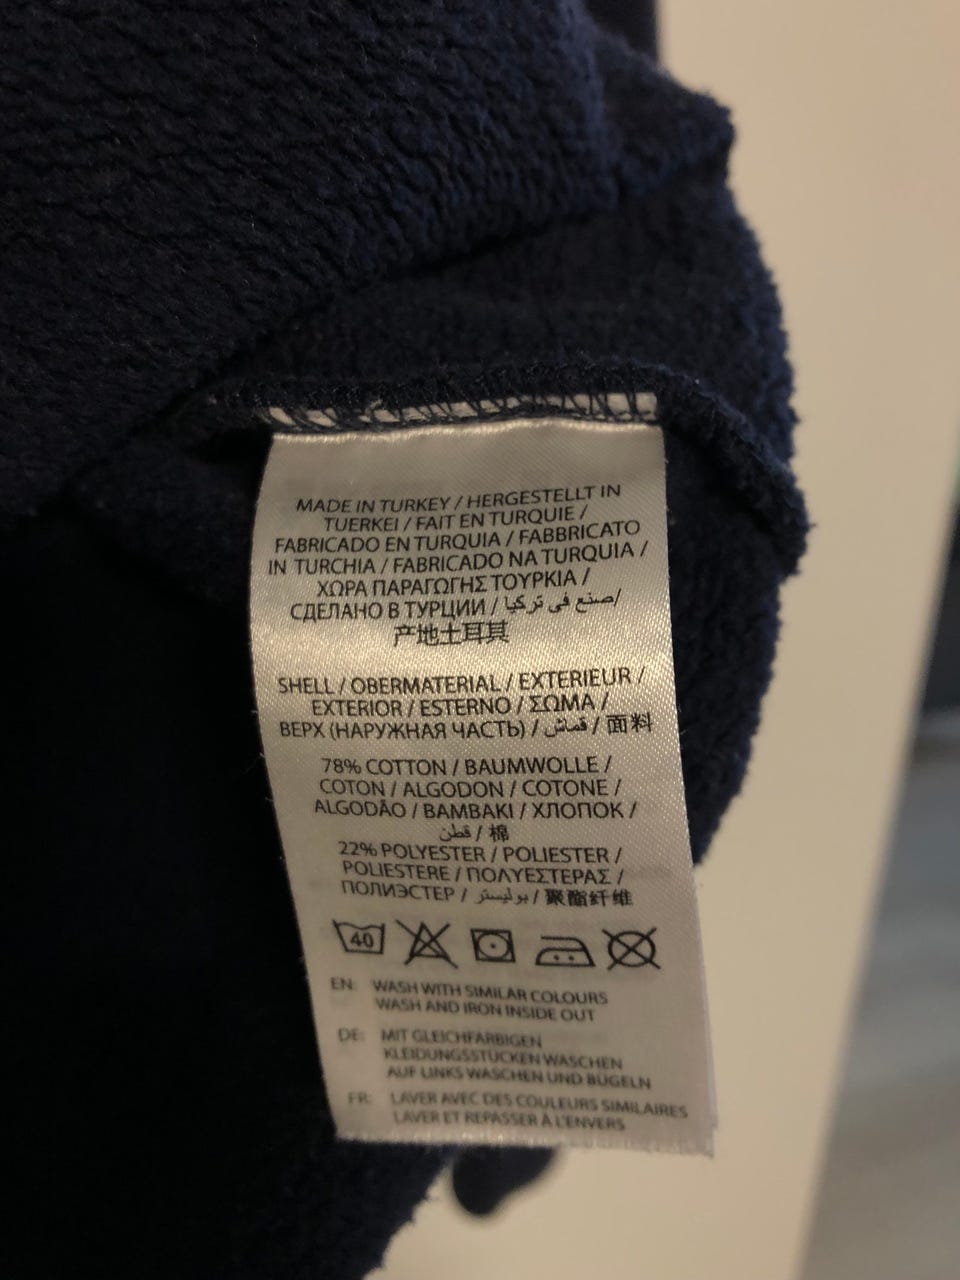 MADE IN TURKEY / HERGESTELLT IN
TUERKEI / FAIT EN TURQUIE /
FABRICADO EN TURQUIA / FABBRICATO
IN TURCHIA / FABRICADO NA TURQUIA /
ΧΩΡΑ ΠΑΡΑΓΩΓΗΣ ΤΟΥΡΚΙΑ /
СДЕЛАНО В ТУРЦИИ / صنع في تركيا/
产地土耳其
SHELL / OBERMATERIAL / EXTERIEUR /
EXTERIOR / ESTERNO / ΣΩΜΑ /
ВЕРХ (НАРУЖНАЯ ЧАСТЬ) / قماش / 面料
78% COTTON / BAUMWOLLE /
COTON / ALGODON / COTONE /
ALGODÃO / BAMBAKI / ХЛОПОК /
قطن / 棉
22% POLYESTER / POLIESTER /
POLIESTERE / ΠΟΛΥΕΣΤΕΡΑΣ /
ПОЛИЭСТЕР / بوليستر / 聚酯纤维
40
EN: WASH WITH SIMILAR COLOURS
WASH AND IRON INSIDE OUT
DE: MIT GLEICHFARBIGEN
KLEIDUNGSSTÜCKEN WASCHEN
AUF LINKS WASCHEN UND BÜGELN
FR: LAVER AVEC DES COULEURS SIMILAIRES
LAVER ET REPASSER À L'ENVERS